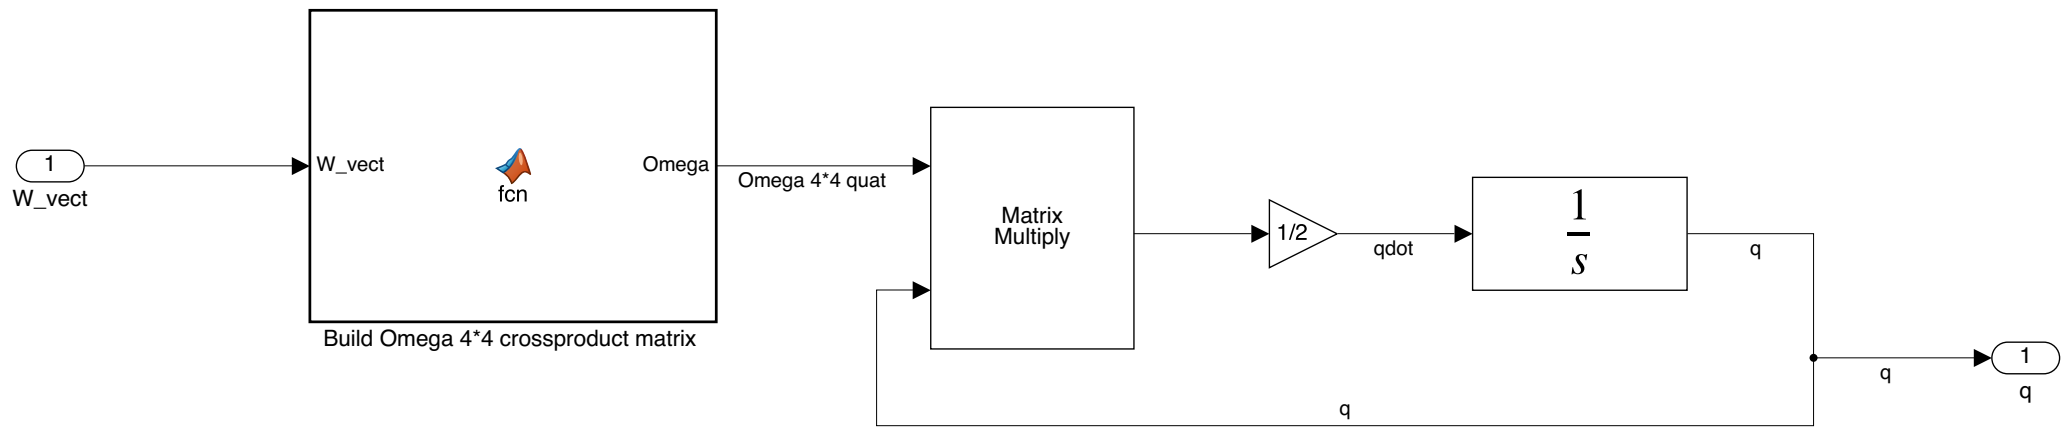 1
W_vect
W_vect
fcn
Omega
Build Omega 4*4 crossproduct matrix
Omega 4*4 quat
Matrix
Multiply
1/2
qdot
1
s
q
q
q
1
q